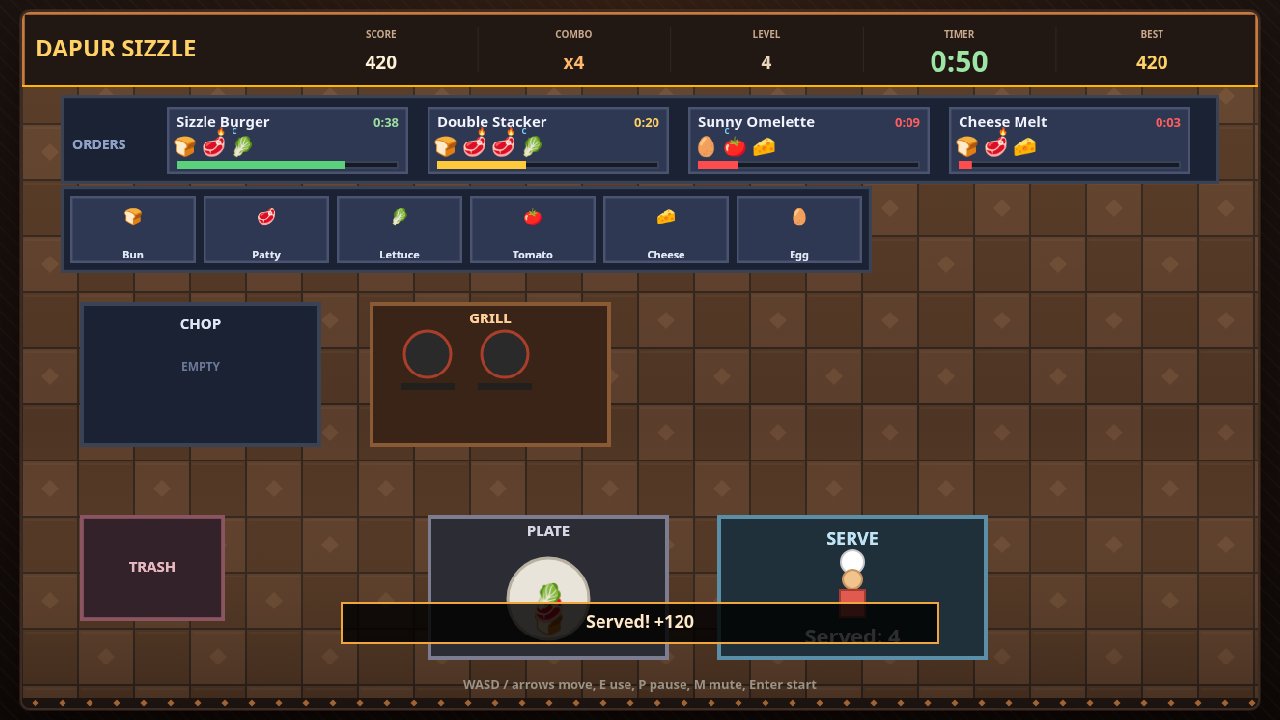 DAPUR SIZZLE
SCORE
420
COMBO
x4
LEVEL
4
TIMER
0:50
BEST
420
ORDERS
Sizzle Burger 0:38
C
Double Stacker 0:20
C
Sunny Omelette 0:09
C
Cheese Melt 0:03
Bun
Patty
Lettuce
Tomato
Cheese
Egg
CHOP
EMPTY
GRILL
TRASH
PLATE
SERVE
Served! +120
Served: 4
WASD / arrows move, E use, P pause, M mute, Enter start